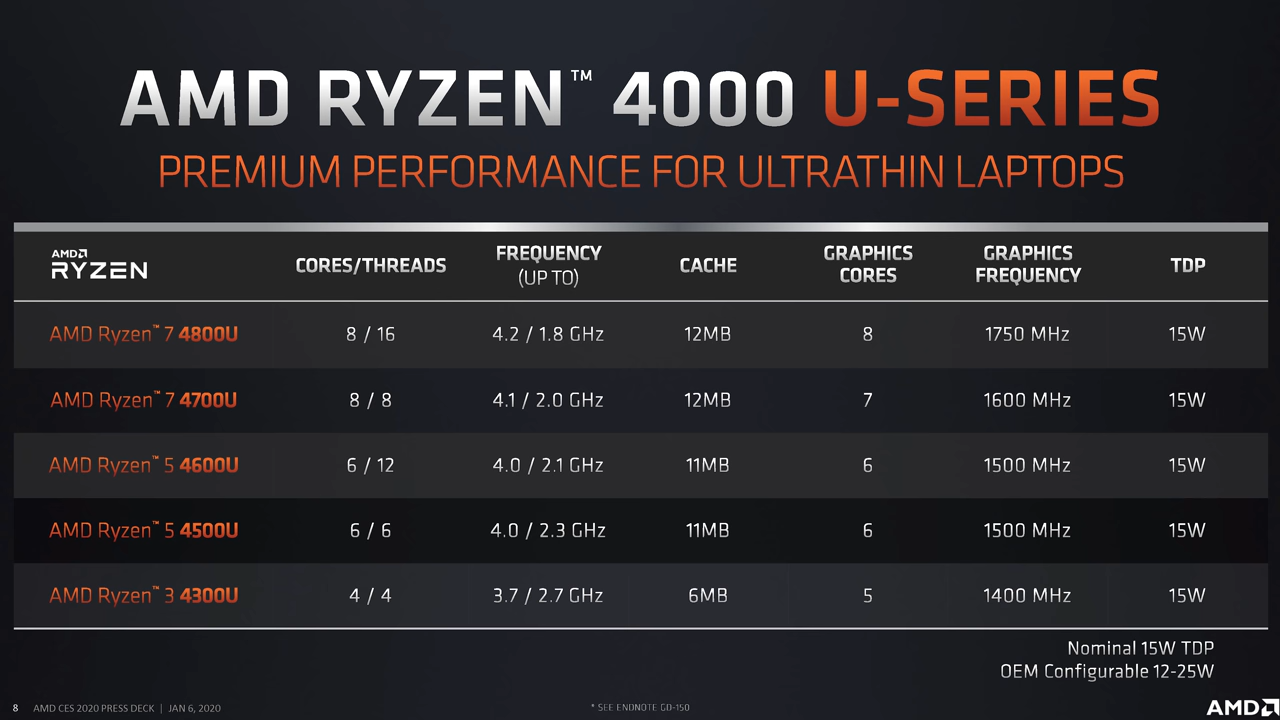 AMD RYZEN™ 4000 U-SERIES
PREMIUM PERFORMANCE FOR ULTRATHIN LAPTOPS
AMD RYZEN CORES/THREADS FREQUENCY (UP TO) CACHE GRAPHICS CORES GRAPHICS FREQUENCY TDP
AMD Ryzen™ 7 4800U 8 / 16 4.2 / 1.8 GHz 12MB 8 1750 MHz 15W
AMD Ryzen™ 7 4700U 8 / 8 4.1 / 2.0 GHz 12MB 7 1600 MHz 15W
AMD Ryzen™ 5 4600U 6 / 12 4.0 / 2.1 GHz 11MB 6 1500 MHz 15W
AMD Ryzen™ 5 4500U 6 / 6 4.0 / 2.3 GHz 11MB 6 1500 MHz 15W
AMD Ryzen™ 3 4300U 4 / 4 3.7 / 2.7 GHz 6MB 5 1400 MHz 15W
Nominal 15W TDP
OEM Configurable 12-25W
8 AMD CES 2020 PRESS DECK | JAN 6, 2020 * SEE ENDNOTE GD-150 AMD